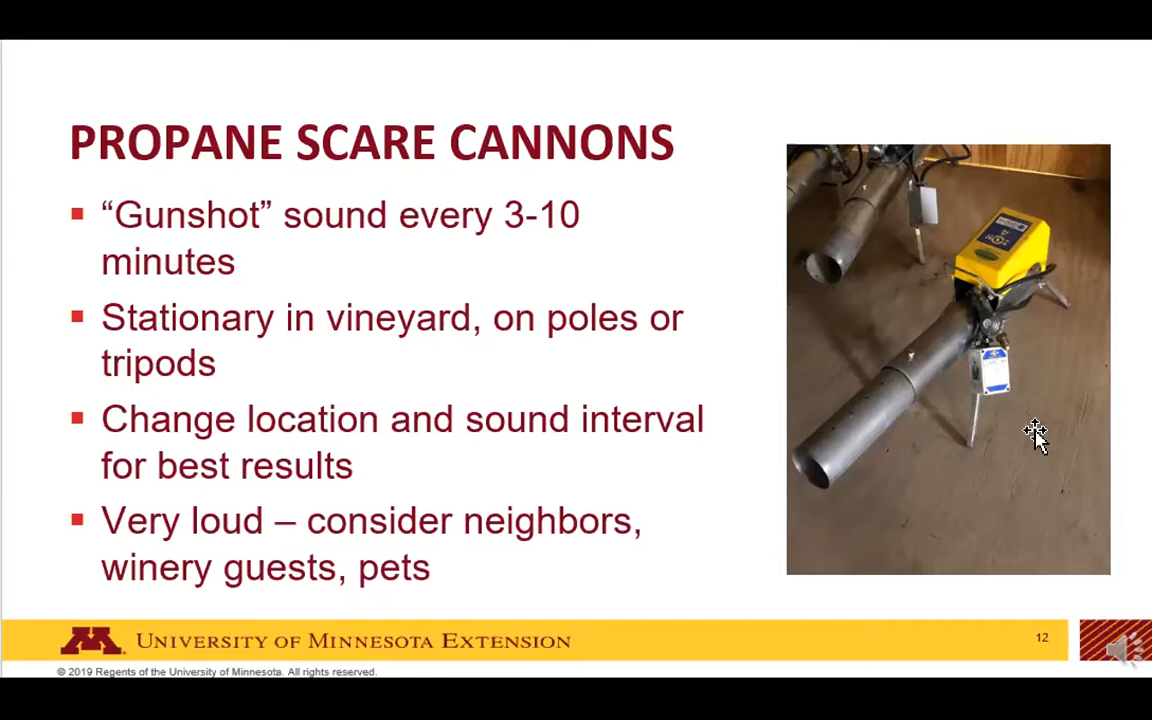 PROPANE SCARE CANNONS
▪ “Gunshot” sound every 3-10
minutes
▪ Stationary in vineyard, on poles or
tripods
▪ Change location and sound interval
for best results
▪ Very loud – consider neighbors,
winery guests, pets
UNIVERSITY OF MINNESOTA EXTENSION
12
© 2019 Regents of the University of Minnesota. All rights reserved.